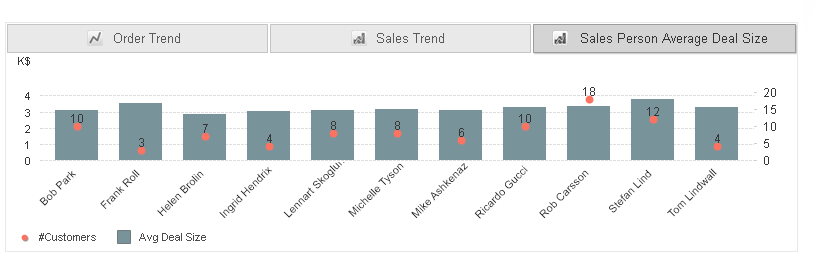 Order Trend
Sales Trend
Sales Person Average Deal Size
K$
4
3
2
1
0
20
15
10
5
0
10
3
7
4
8
8
6
10
18
12
4
Bob Park
Frank Roll
Helen Brolin
Ingrid Hendrix
Lennart Skoglu
Michelle Tyson
Mike Ashkenaz
Ricardo Gucci
Rob Carsson
Stefan Lind
Tom Lindwall
#Customers
Avg Deal Size